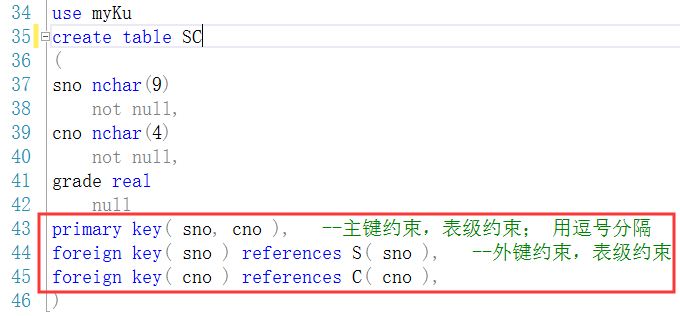 34 use myKu
35 create table SC
36 (
37 sno nchar(9)
38 not null,
39 cno nchar(4)
40 not null,
41 grade real
42 null
43 primary key( sno, cno ), --主键约束，表级约束； 用逗号分隔
44 foreign key( sno ) references S( sno ), --外键约束，表级约束
45 foreign key( cno ) references C( cno ),
46 )